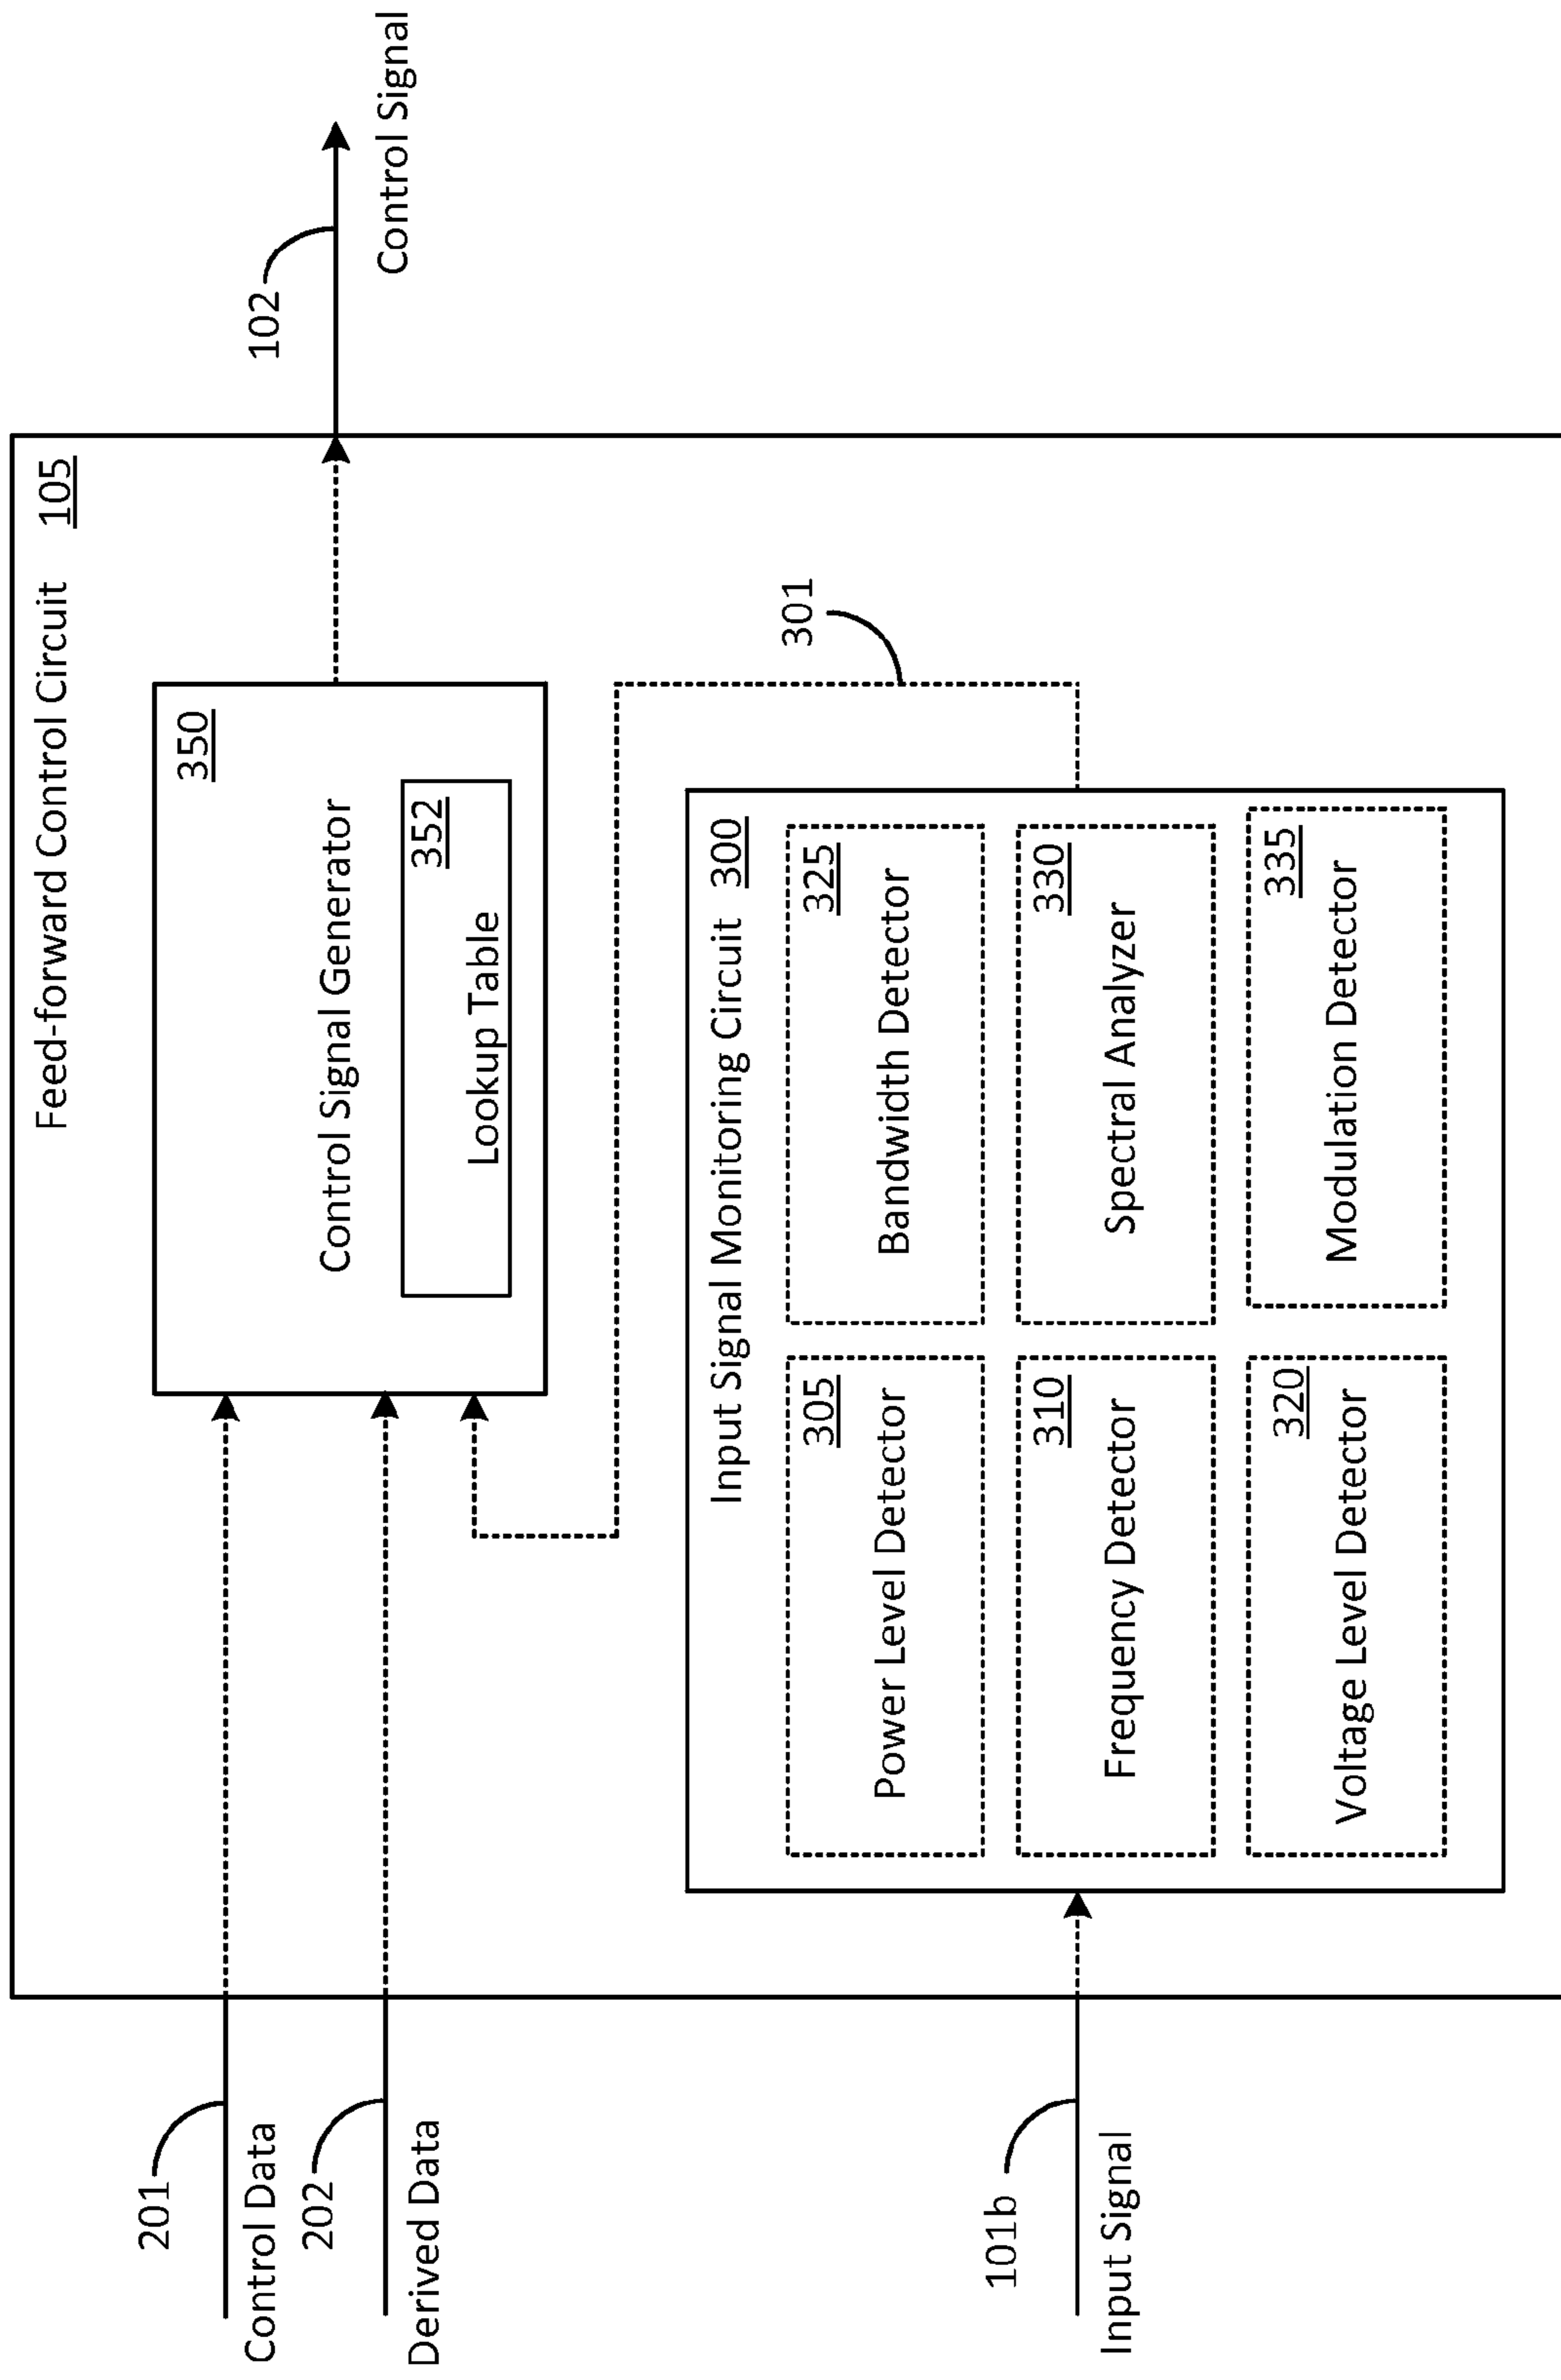 Feed-forward Control Circuit 105
201
Control Data
202
Derived Data
350
Control Signal Generator
352
Lookup Table
102
Control Signal
301
101b
Input Signal
Input Signal Monitoring Circuit 300
305
Power Level Detector
325
Bandwidth Detector
310
Frequency Detector
330
Spectral Analyzer
320
Voltage Level Detector
335
Modulation Detector